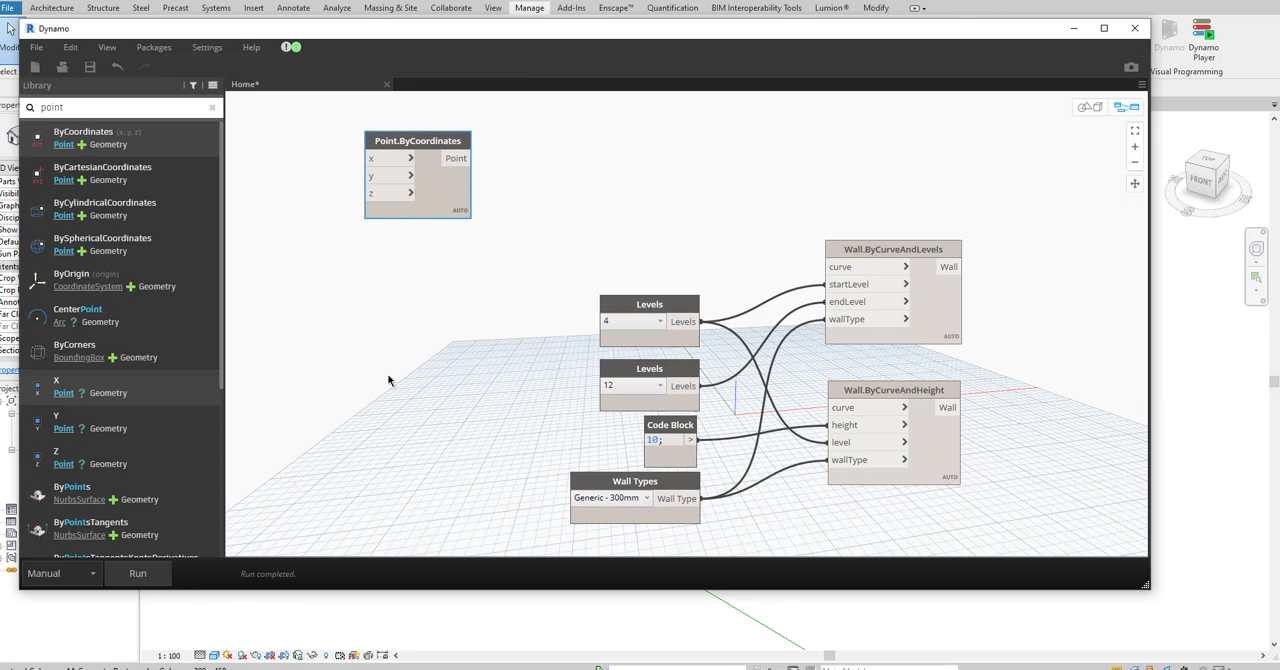 File Architecture Structure Steel Precast Systems Insert Annotate Analyze Massing & Site Collaborate View Manage Add-Ins Enscape™ Quantification BIM Interoperability Tools Lumion® Modify
Dynamo
File Edit View Packages Settings Help
Dynamo
Dynamo
Player
Visual Programming
Library
Home*
point
ByCoordinates (x, y, z)
Point Geometry
ByCartesianCoordinates
Point Geometry
ByCylindricalCoordinates
Point Geometry
BySphericalCoordinates
Point Geometry
ByOrigin (origin)
CoordinateSystem Geometry
CenterPoint
Arc ? Geometry
ByCorners
BoundingBox Geometry
X
Point ? Geometry
Y
Point ? Geometry
Z
Point ? Geometry
ByPoints
NurbsSurface Geometry
ByPointsTangents
NurbsSurface Geometry
ByPointsTangentsKnotsDerivatives
Point.ByCoordinates
x > Point
y >
z >
AUTO
Levels
4 Levels
Levels
12 Levels
Code Block
10; >
Wall Types
Generic - 300mm Wall Type
Wall.ByCurveAndLevels
curve > Wall
startLevel >
endLevel >
wallType >
AUTO
Wall.ByCurveAndHeight
curve > Wall
height >
level >
wallType >
AUTO
TOP
FRONT
Manual Run Run completed.
1 : 100